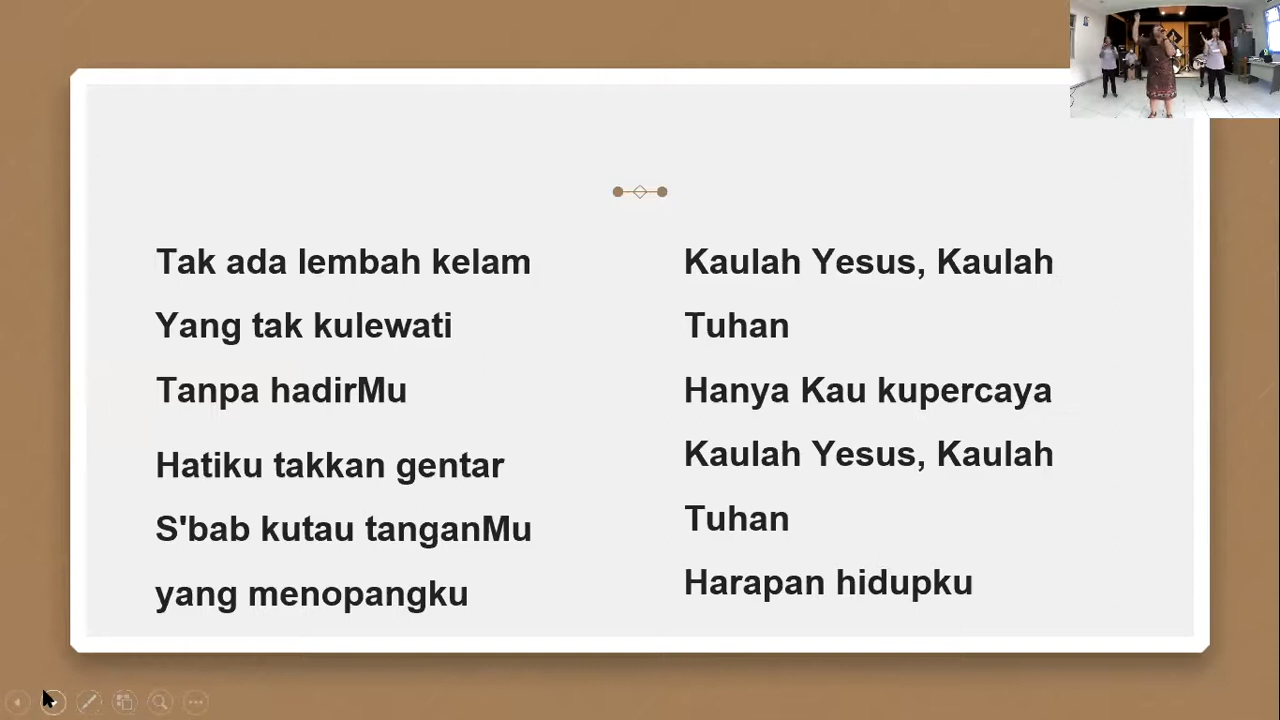 Tak ada lembah kelam
Yang tak kulewati
Tanpa hadirMu
Hatiku takkan gentar
S'bab kutau tanganMu
yang menopangku
Kaulah Yesus, Kaulah
Tuhan
Hanya Kau kupercaya
Kaulah Yesus, Kaulah
Tuhan
Harapan hidupku